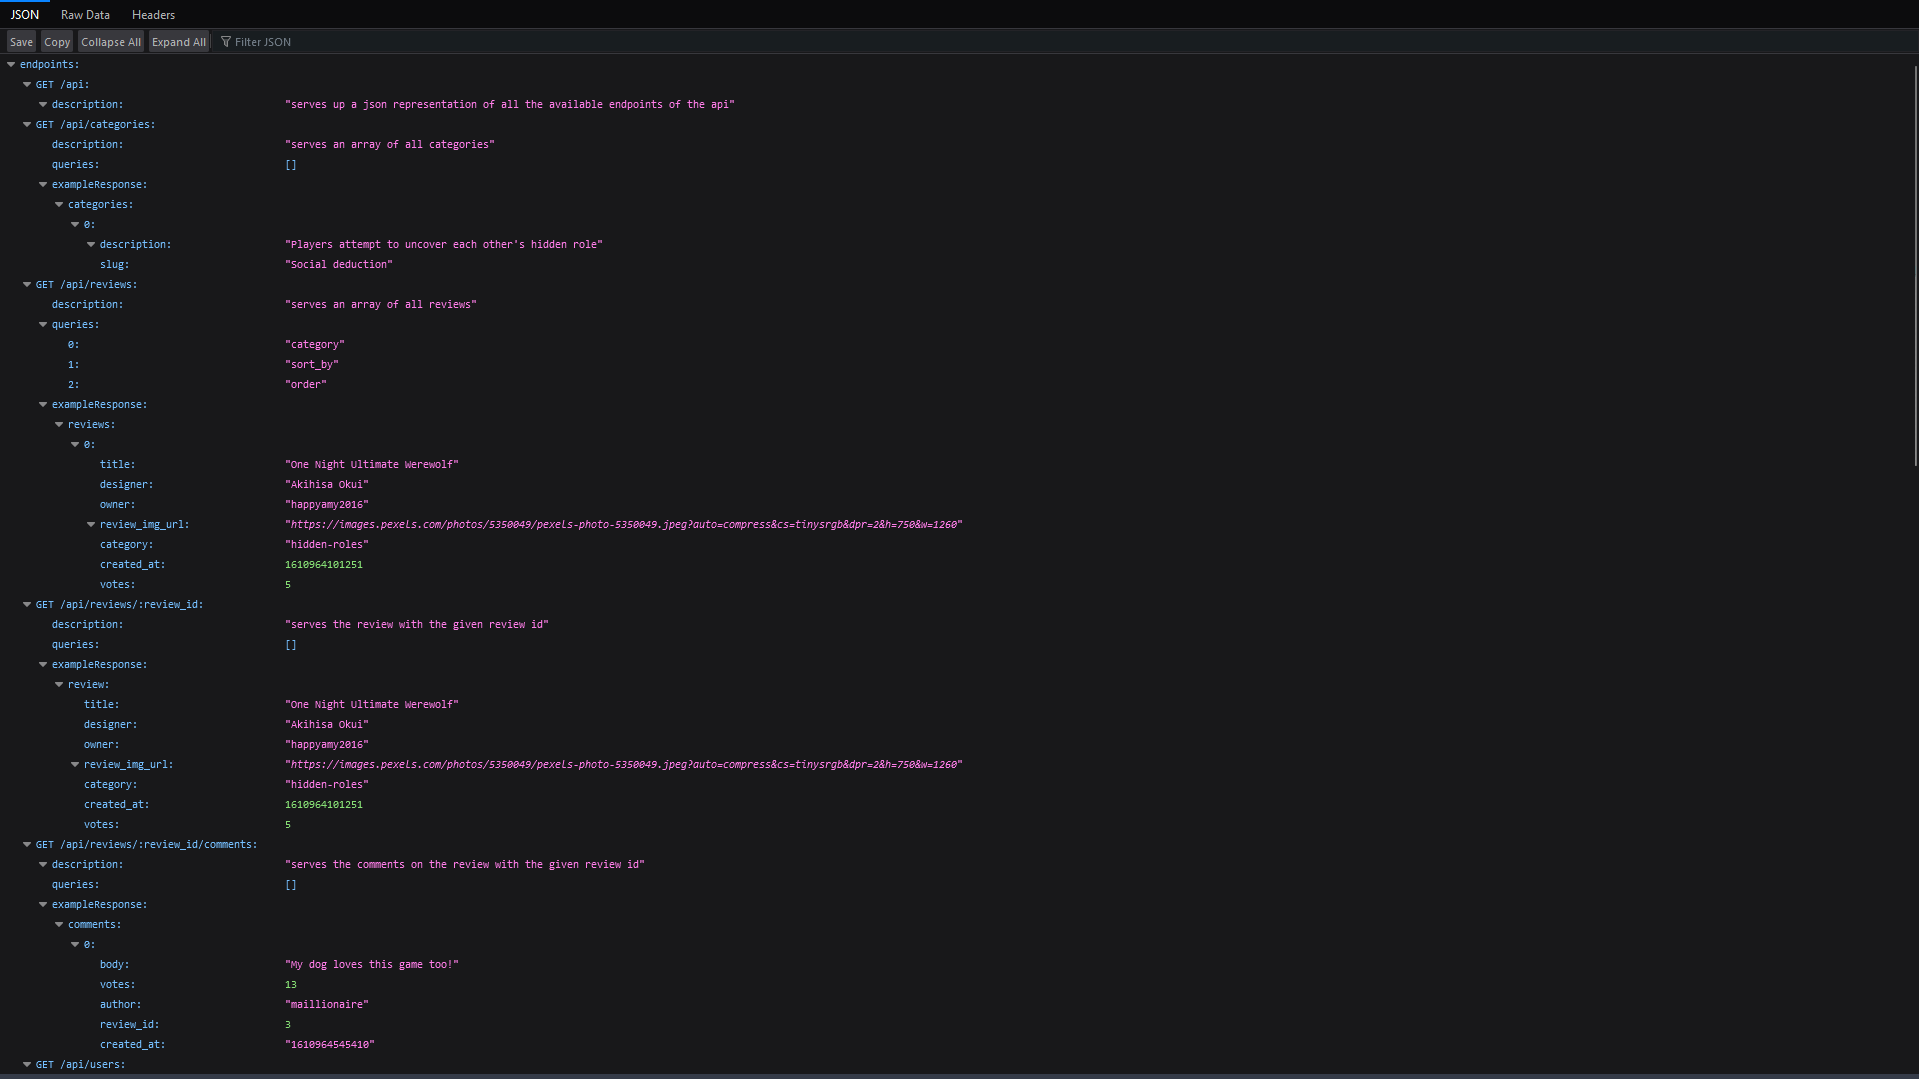 JSON Raw Data Headers
Save Copy Collapse All Expand All Filter JSON
endpoints:
GET /api:
description: "serves up a json representation of all the available endpoints of the api"
GET /api/categories:
description: "serves an array of all categories"
queries: []
exampleResponse:
categories:
0:
description: "Players attempt to uncover each other's hidden role"
slug: "Social deduction"
GET /api/reviews:
description: "serves an array of all reviews"
queries:
0: "category"
1: "sort_by"
2: "order"
exampleResponse:
reviews:
0:
title: "One Night Ultimate Werewolf"
designer: "Akihisa Okui"
owner: "happyamy2016"
review_img_url: "https://images.pexels.com/photos/5350049/pexels-photo-5350049.jpeg?auto=compress&cs=tinysrgb&dpr=2&h=750&w=1260"
category: "hidden-roles"
created_at: 1610964101251
votes: 5
GET /api/reviews/:review_id:
description: "serves the review with the given review id"
queries: []
exampleResponse:
review:
title: "One Night Ultimate Werewolf"
designer: "Akihisa Okui"
owner: "happyamy2016"
review_img_url: "https://images.pexels.com/photos/5350049/pexels-photo-5350049.jpeg?auto=compress&cs=tinysrgb&dpr=2&h=750&w=1260"
category: "hidden-roles"
created_at: 1610964101251
votes: 5
GET /api/reviews/:review_id/comments:
description: "serves the comments on the review with the given review id"
queries: []
exampleResponse:
comments:
0:
body: "My dog loves this game too!"
votes: 13
author: "maillionaire"
review_id: 3
created_at: "1610964545410"
GET /api/users: